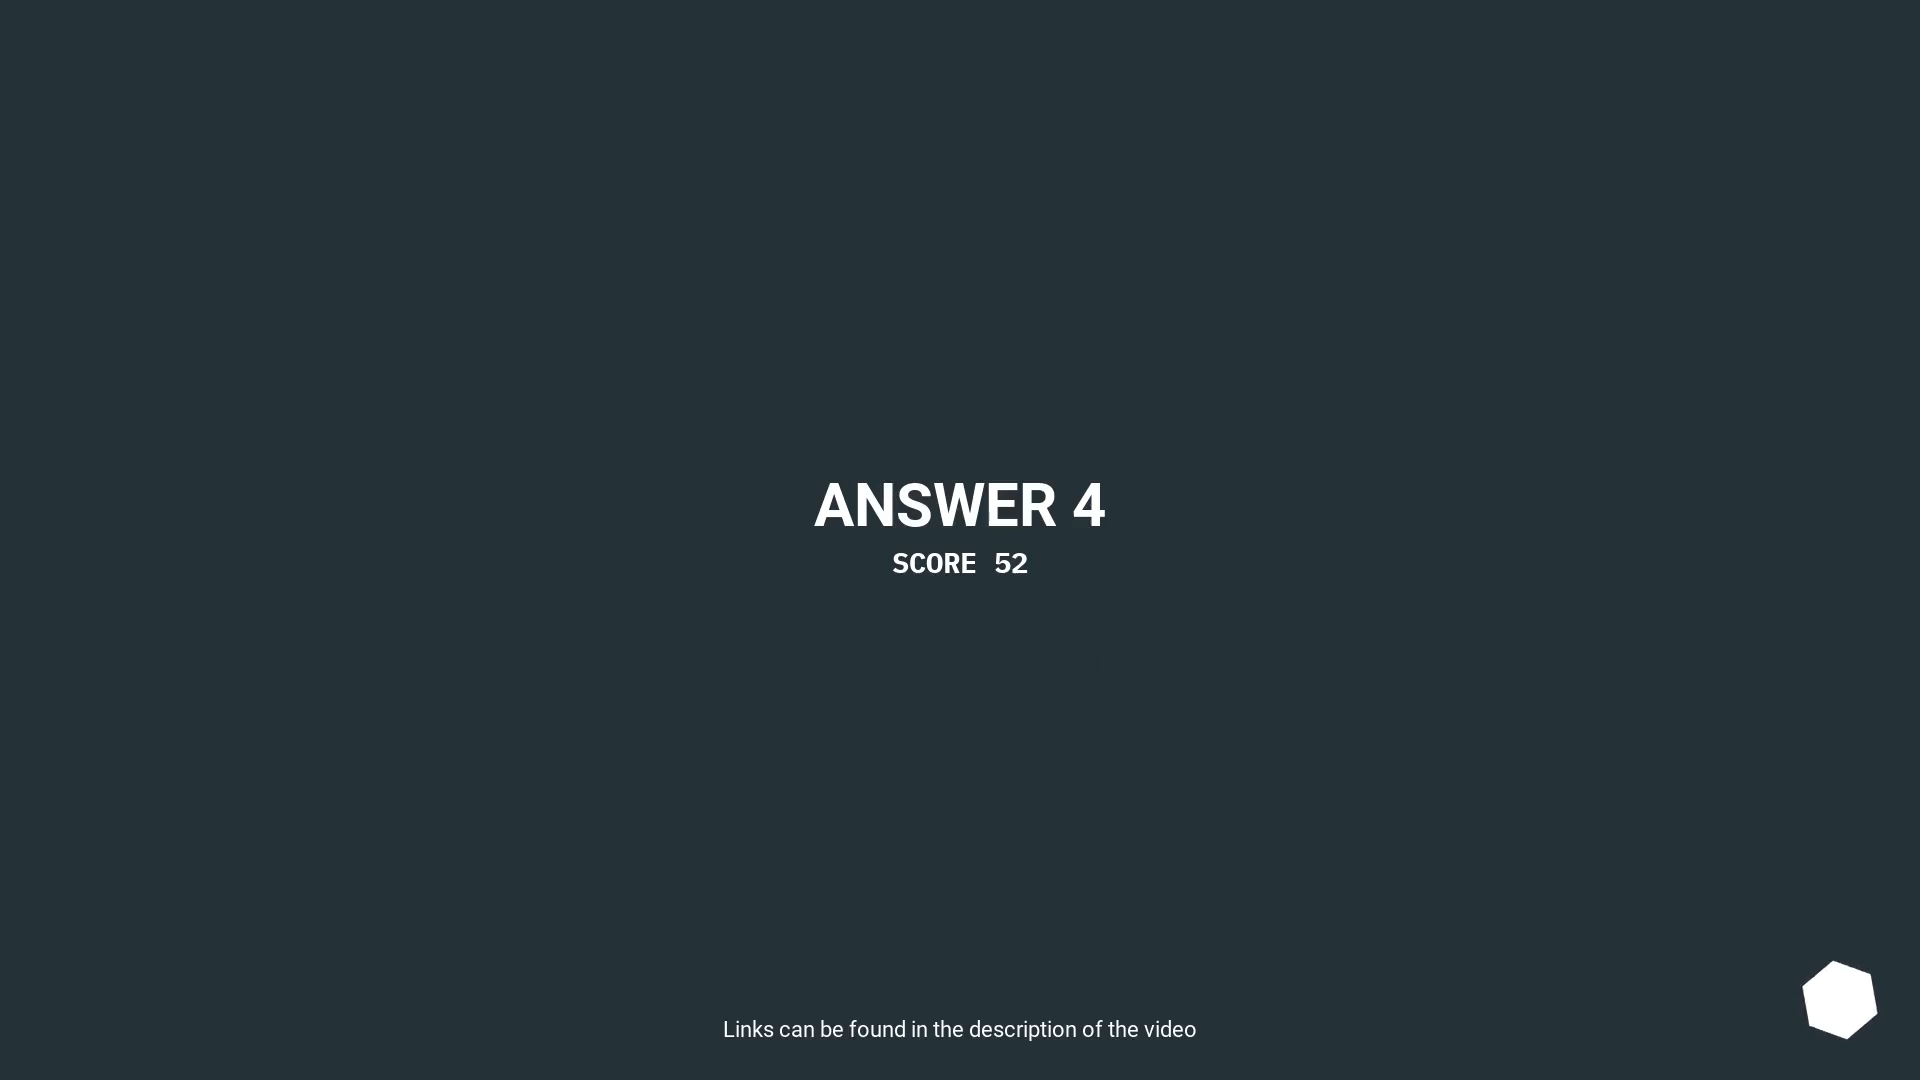 ANSWER 4
SCORE 52
Links can be found in the description of the video